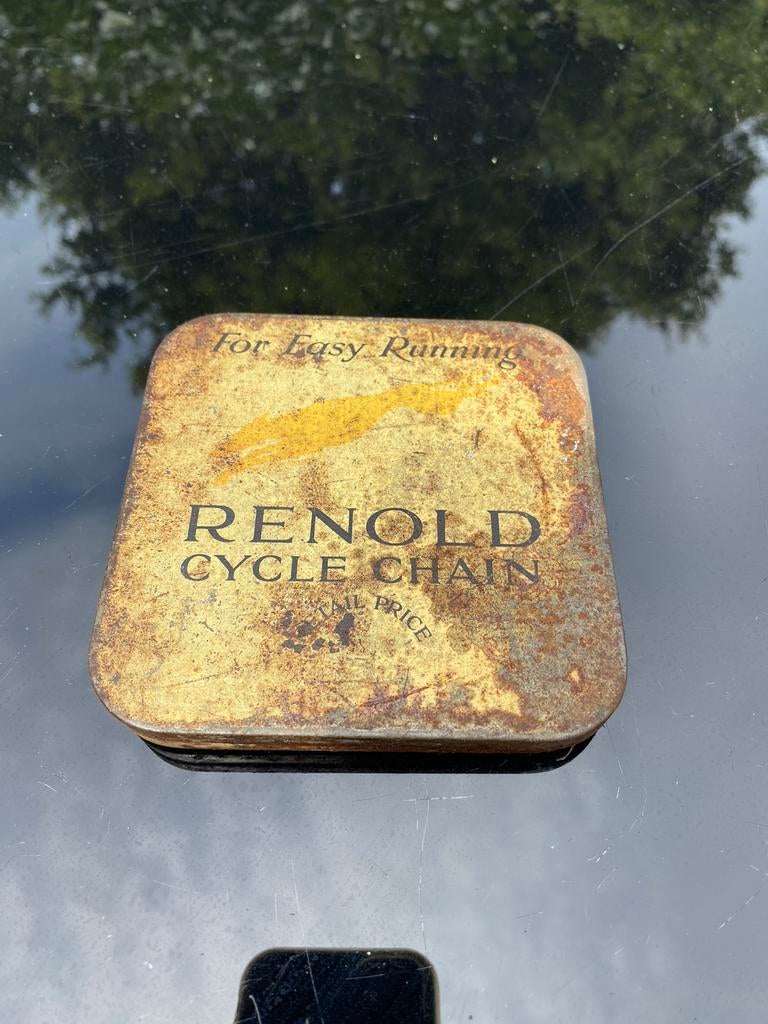 For Easy Running
RENOLD
CYCLE CHAIN
TAIL PRICE